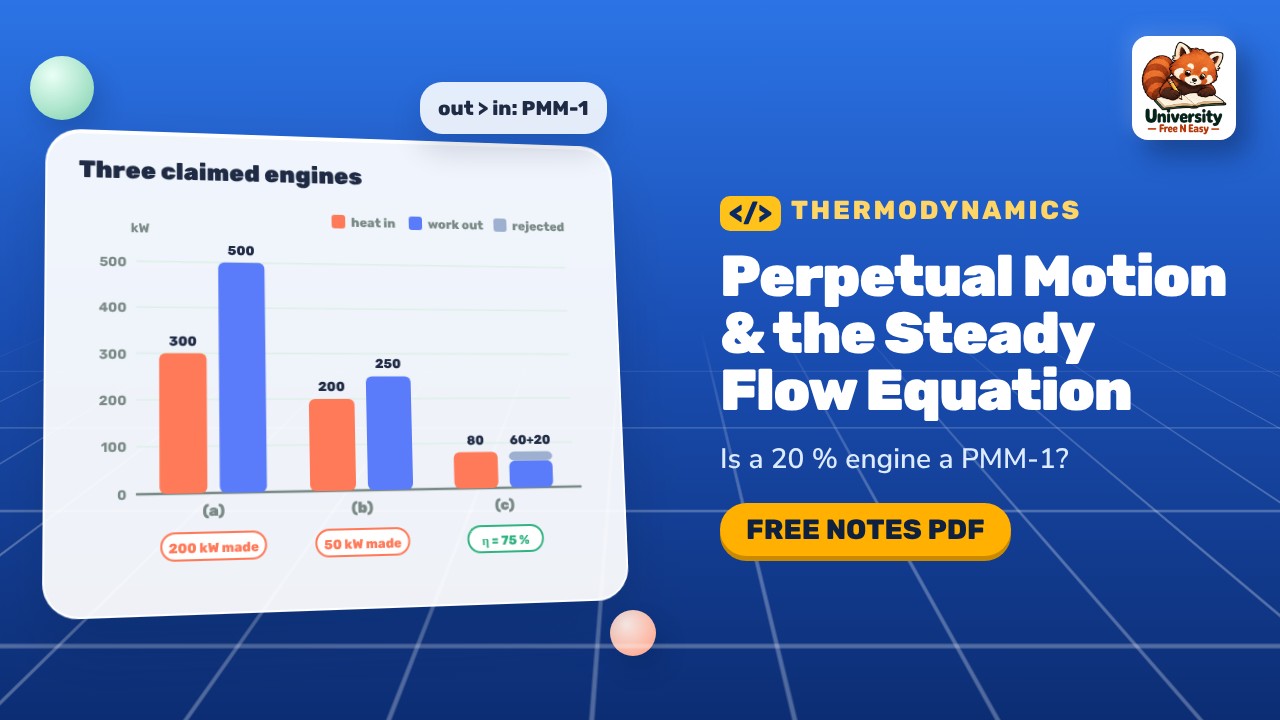 out > in: PMM-1
Three claimed engines
kW
heat in
work out
rejected
500
400
300
200
100
0
300
500
200
250
80
60+20
(a)
(b)
(c)
200 kW made
50 kW made
η = 75 %
University
Free N Easy
</> THERMODYNAMICS
Perpetual Motion
& the Steady
Flow Equation
Is a 20 % engine a PMM-1?
FREE NOTES PDF